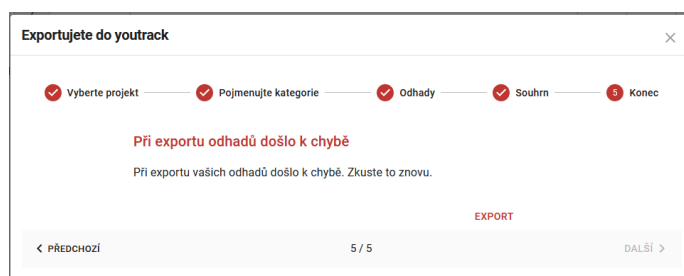 Exportujete do youtrack
Vyberte projekt Pojmenujte kategorie Odhady Souhrn 5 Konec
Při exportu odhadů došlo k chybě
Při exportu vašich odhadů došlo k chybě. Zkuste to znovu.
EXPORT
PŘEDCHOZÍ 5 / 5 DALŠÍ